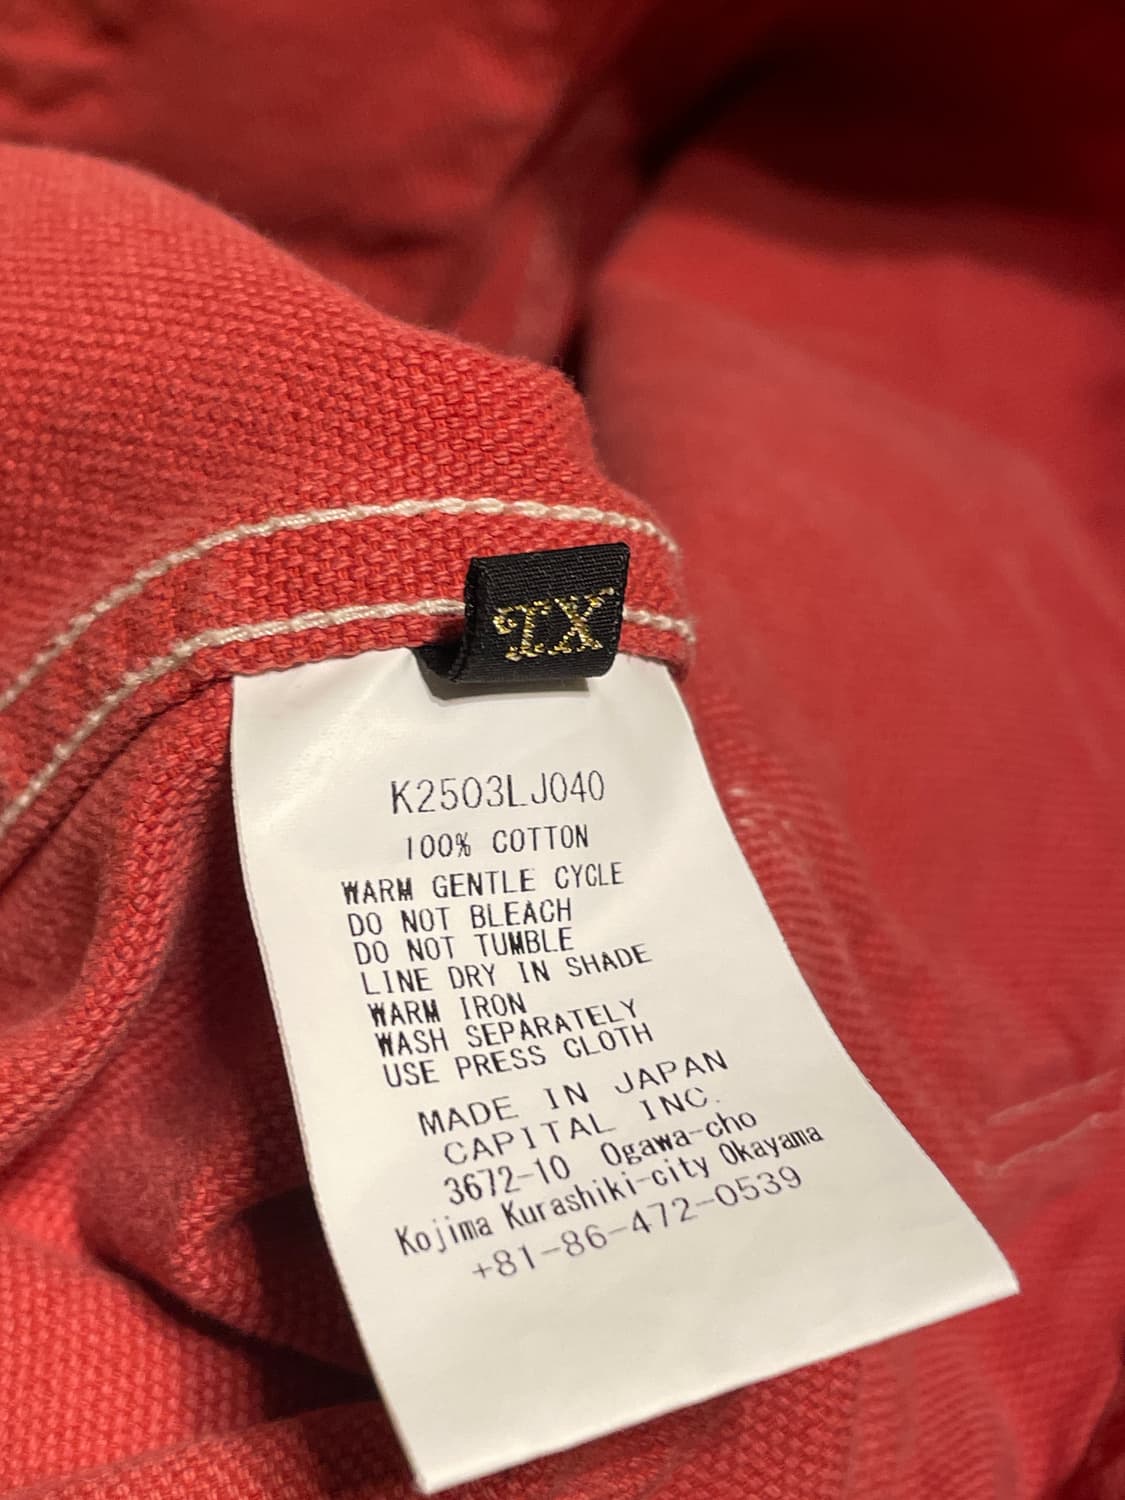 IX
K2503LJ040
100% COTTON
WARM GENTLE CYCLE
DO NOT BLEACH
DO NOT TUMBLE
LINE DRY IN SHADE
WARM IRON
WASH SEPARATELY
USE PRESS CLOTH
MADE IN JAPAN
CAPITAL INC.
3672-10 Ogawa-cho
Kojima Kurashiki-city Okayama
+81-86-472-0539